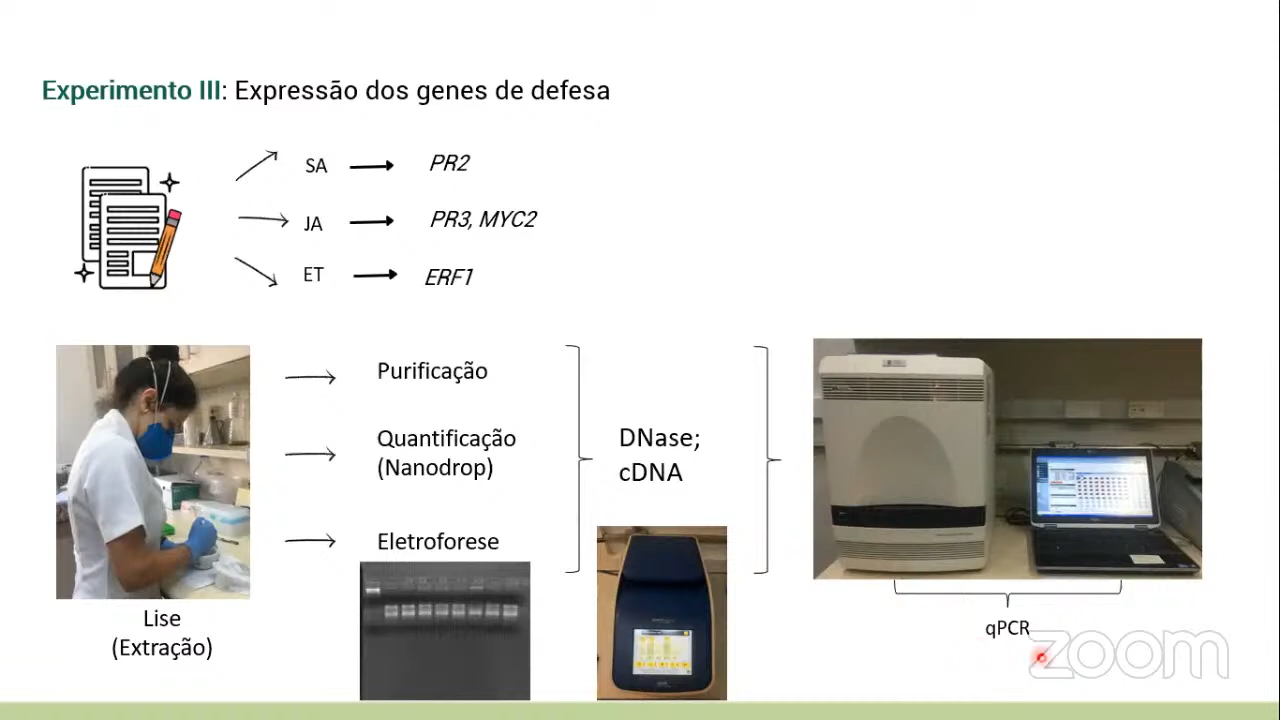 Experimento III: Expressão dos genes de defesa
SA PR2
JA PR3, MYC2
ET ERF1
Purificação
Quantificação
(Nanodrop)
Eletroforese
DNase;
cDNA
Lise
(Extração)
qPCR
zoom